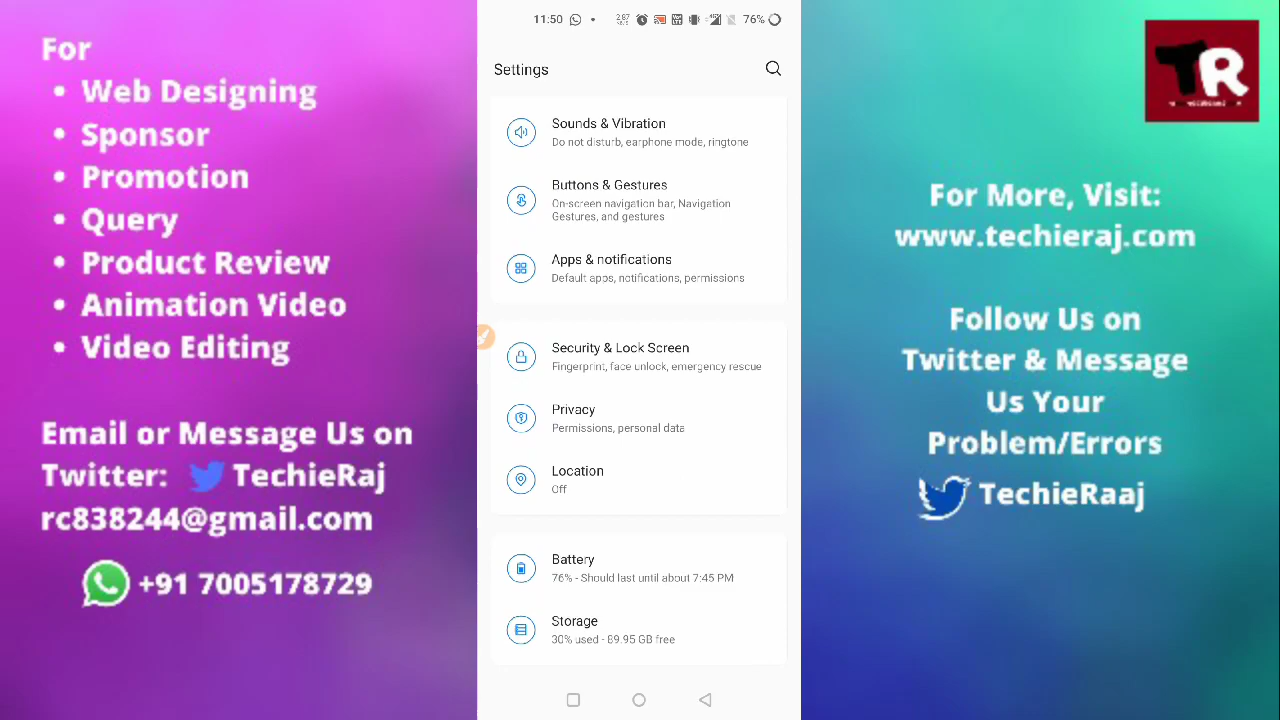 For
• Web Designing
• Sponsor
• Promotion
• Query
• Product Review
• Animation Video
• Video Editing
Email or Message Us on
Twitter: TechieRaj
rc838244@gmail.com
+91 7005178729
11:50
76%
Settings
Sounds & Vibration
Do not disturb, earphone mode, ringtone
Buttons & Gestures
On-screen navigation bar, Navigation
Gestures, and gestures
Apps & notifications
Default apps, notifications, permissions
Security & Lock Screen
Fingerprint, face unlock, emergency rescue
Privacy
Permissions, personal data
Location
Off
Battery
76% - Should last until about 7:45 PM
Storage
30% used - 89.95 GB free
TR
For More, Visit:
www.techieraj.com
Follow Us on
Twitter & Message
Us Your
Problem/Errors
TechieRaaj